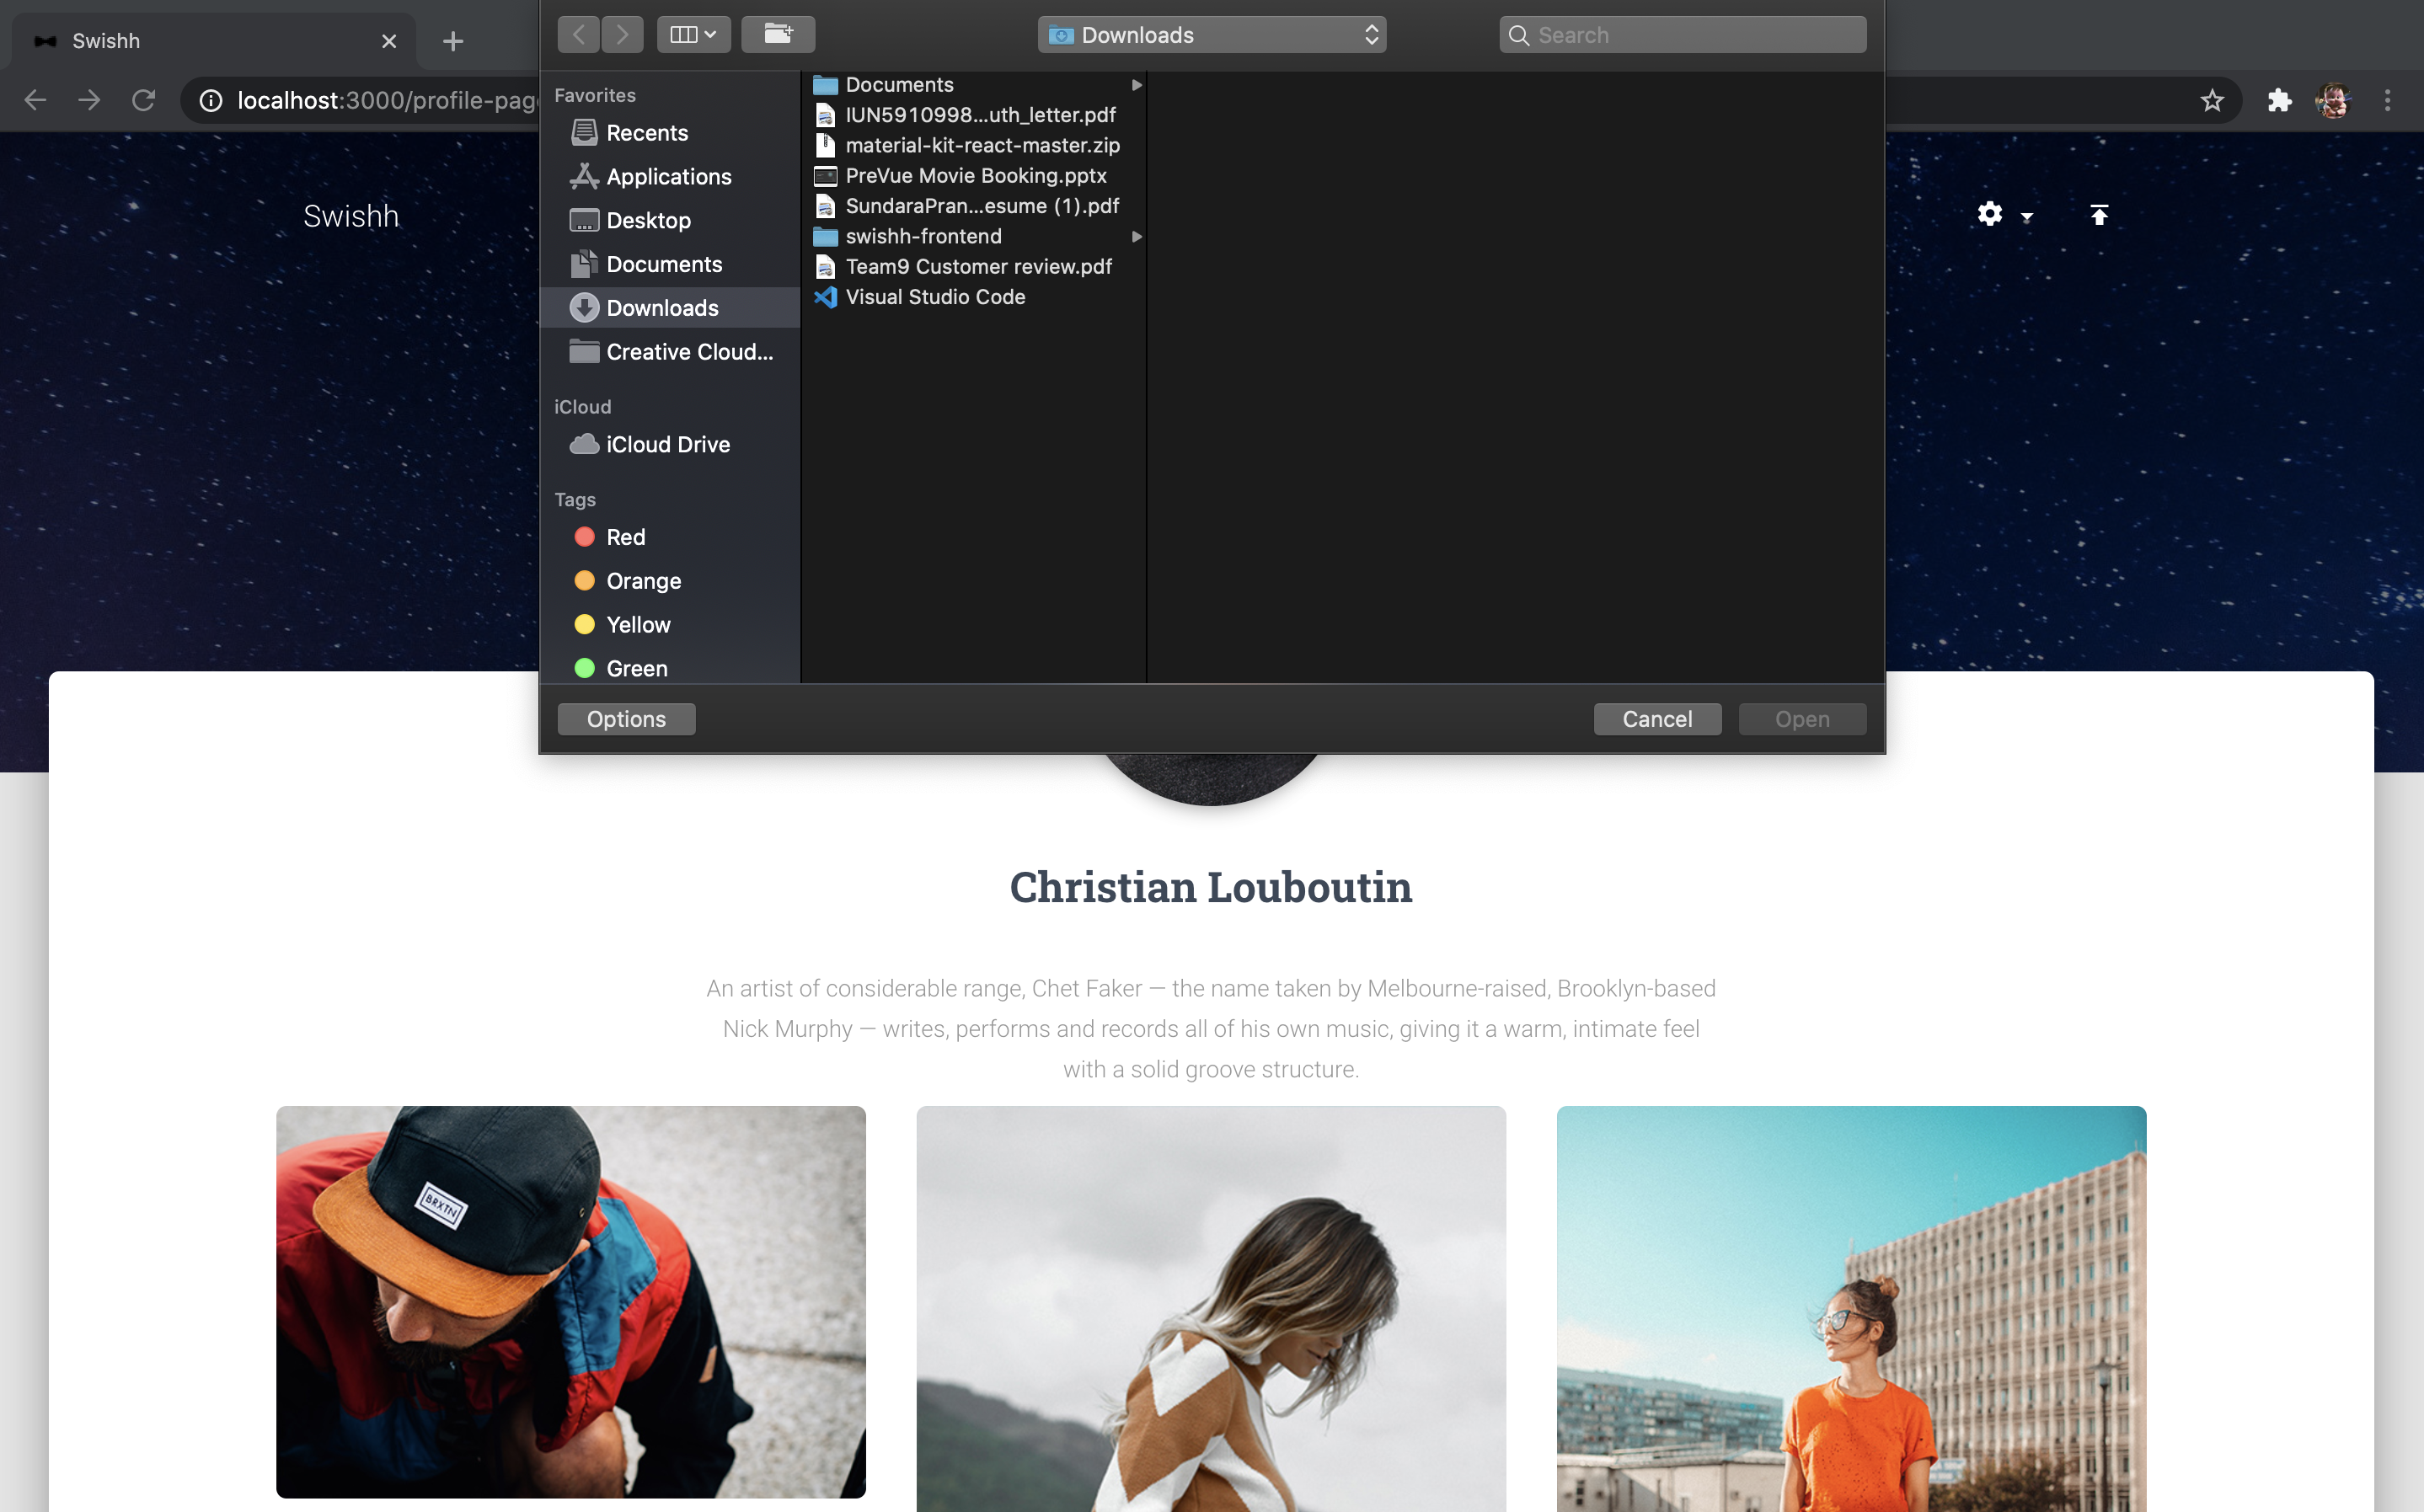 Swishh
localhost:3000/profile-pag
Downloads
Search
Favorites
Recents
Applications
Desktop
Documents
Downloads
Creative Cloud...
iCloud
iCloud Drive
Tags
Red
Orange
Yellow
Green
Documents
IUN5910998...uth_letter.pdf
material-kit-react-master.zip
PreVue Movie Booking.pptx
SundaraPran...esume (1).pdf
swishh-frontend
Team9 Customer review.pdf
Visual Studio Code
Options
Cancel
Open
Swishh
Christian Louboutin
An artist of considerable range, Chet Faker — the name taken by Melbourne-raised, Brooklyn-based
Nick Murphy — writes, performs and records all of his own music, giving it a warm, intimate feel
with a solid groove structure.
BRXTN